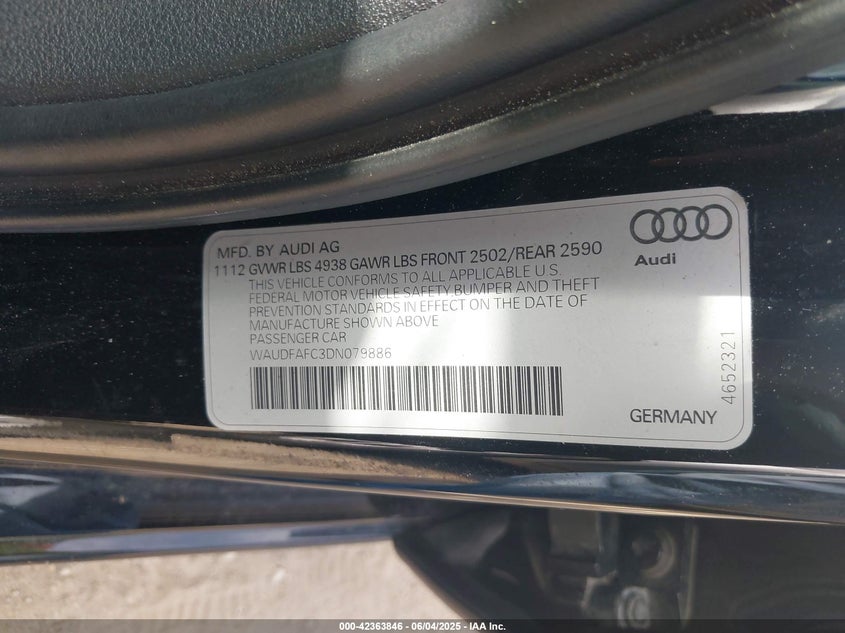 MFD. BY AUDI AG
1112 GVWR LBS 4938 GAWR LBS FRONT 2502/REAR 2590
THIS VEHICLE CONFORMS TO ALL APPLICABLE U.S.
FEDERAL MOTOR VEHICLE SAFETY BUMPER AND THEFT
PREVENTION STANDARDS IN EFFECT ON THE DATE OF
MANUFACTURE SHOWN ABOVE
PASSENGER CAR
WAUDFAFC3DN079886
Audi
4652321
GERMANY
000-42363846 - 06/04/2025 - IAAI.COM